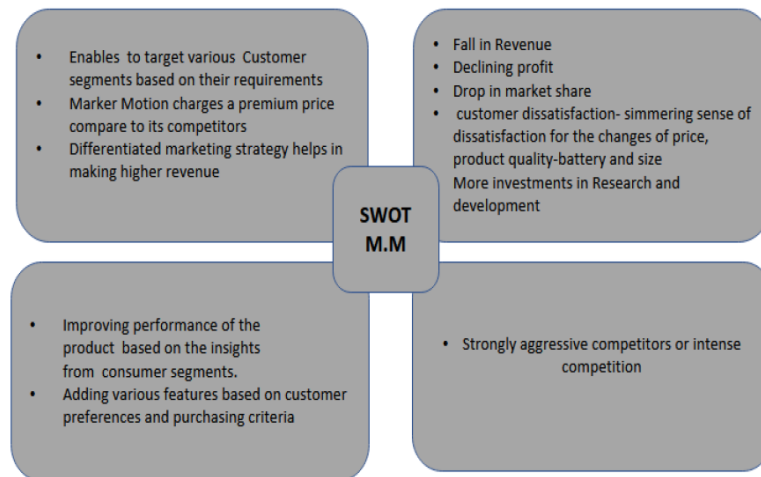 • Enables to target various Customer
segments based on their requirements
• Marker Motion charges a premium price
compare to its competitors
• Differentiated marketing strategy helps in
making higher revenue
• Fall in Revenue
• Declining profit
• Drop in market share
• customer dissatisfaction- simmering sense of
dissatisfaction for the changes of price,
product quality-battery and size
More investments in Research and
development
SWOT
M.M
• Improving performance of the
product based on the insights
from consumer segments.
• Adding various features based on customer
preferences and purchasing criteria
• Strongly aggressive competitors or intense
competition